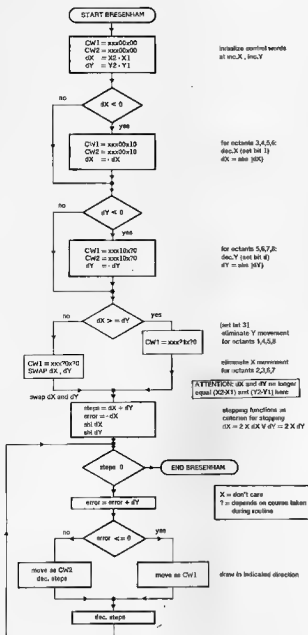 START BRESENHAM
CW1 = xxx00x00
CW2 = xxx00x00
dX = X2 - X1
dY = Y2 - Y1
initialize control words
at inc.X , inc.Y
dX < 0
no
yes
CW1 = xxx00x10
CW2 = xxx00x10
dX = - dX
for octants 3,4,5,6:
dec.X (set bit 1)
dX = abs (dX)
dY < 0
no
yes
CW1 = xxx10x?0
CW2 = xxx10x?0
dY = - dY
for octants 5,6,7,8:
dec.Y (set bit 4)
dY = abs (dY)
dX >= dY
no
yes
CW1 = xxx?1x?0
(set bit 3)
eliminate Y movement
for octants 1,4,5,8
CW1 = xxx?0x?0
SWAP dX , dY
eliminate X movement
for octants 2,3,6,7
swap dX and dY
ATTENTION: dX and dY no longer
equal (X2-X1) and (Y2-Y1) here
steps = dX + dY
error = - dX
shl dX
shl dY
stepping functions as
criterion for stopping
dX = 2 X dX V dY = 2 X dY
steps 0
END BRESENHAM
error = error + dY
X = don't care
? = depends on course taken
during routine
error <= 0
no
yes
move as CW2
dec. steps
move as CW1
draw in indicated direction
dec. steps